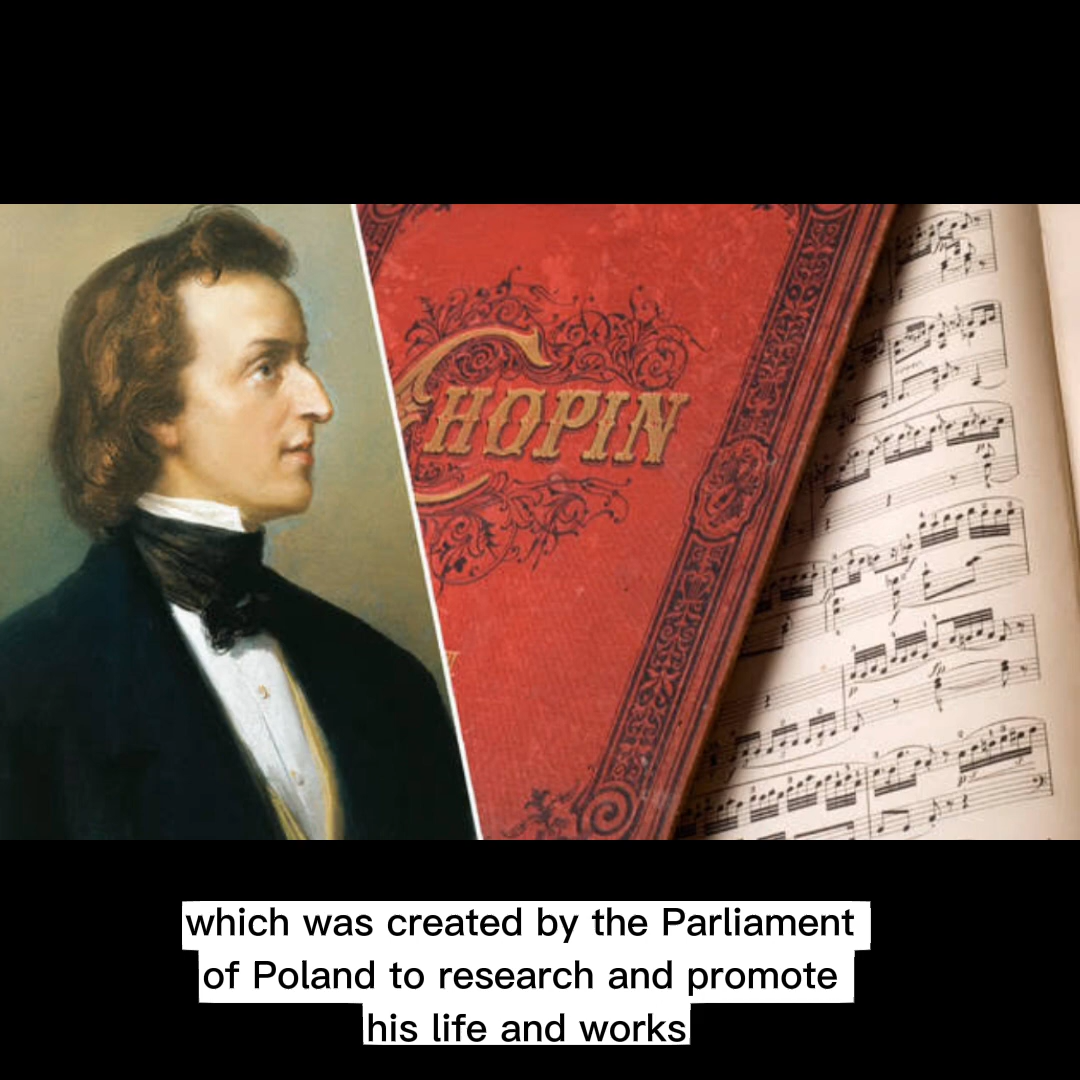 CHOPIN
which was created by the Parliament
of Poland to research and promote
his life and works